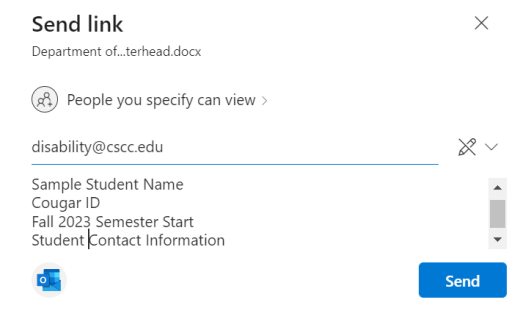 Send link
Department of...terhead.docx
People you specify can view
disability@cscc.edu
Sample Student Name
Cougar ID
Fall 2023 Semester Start
Student Contact Information
Send